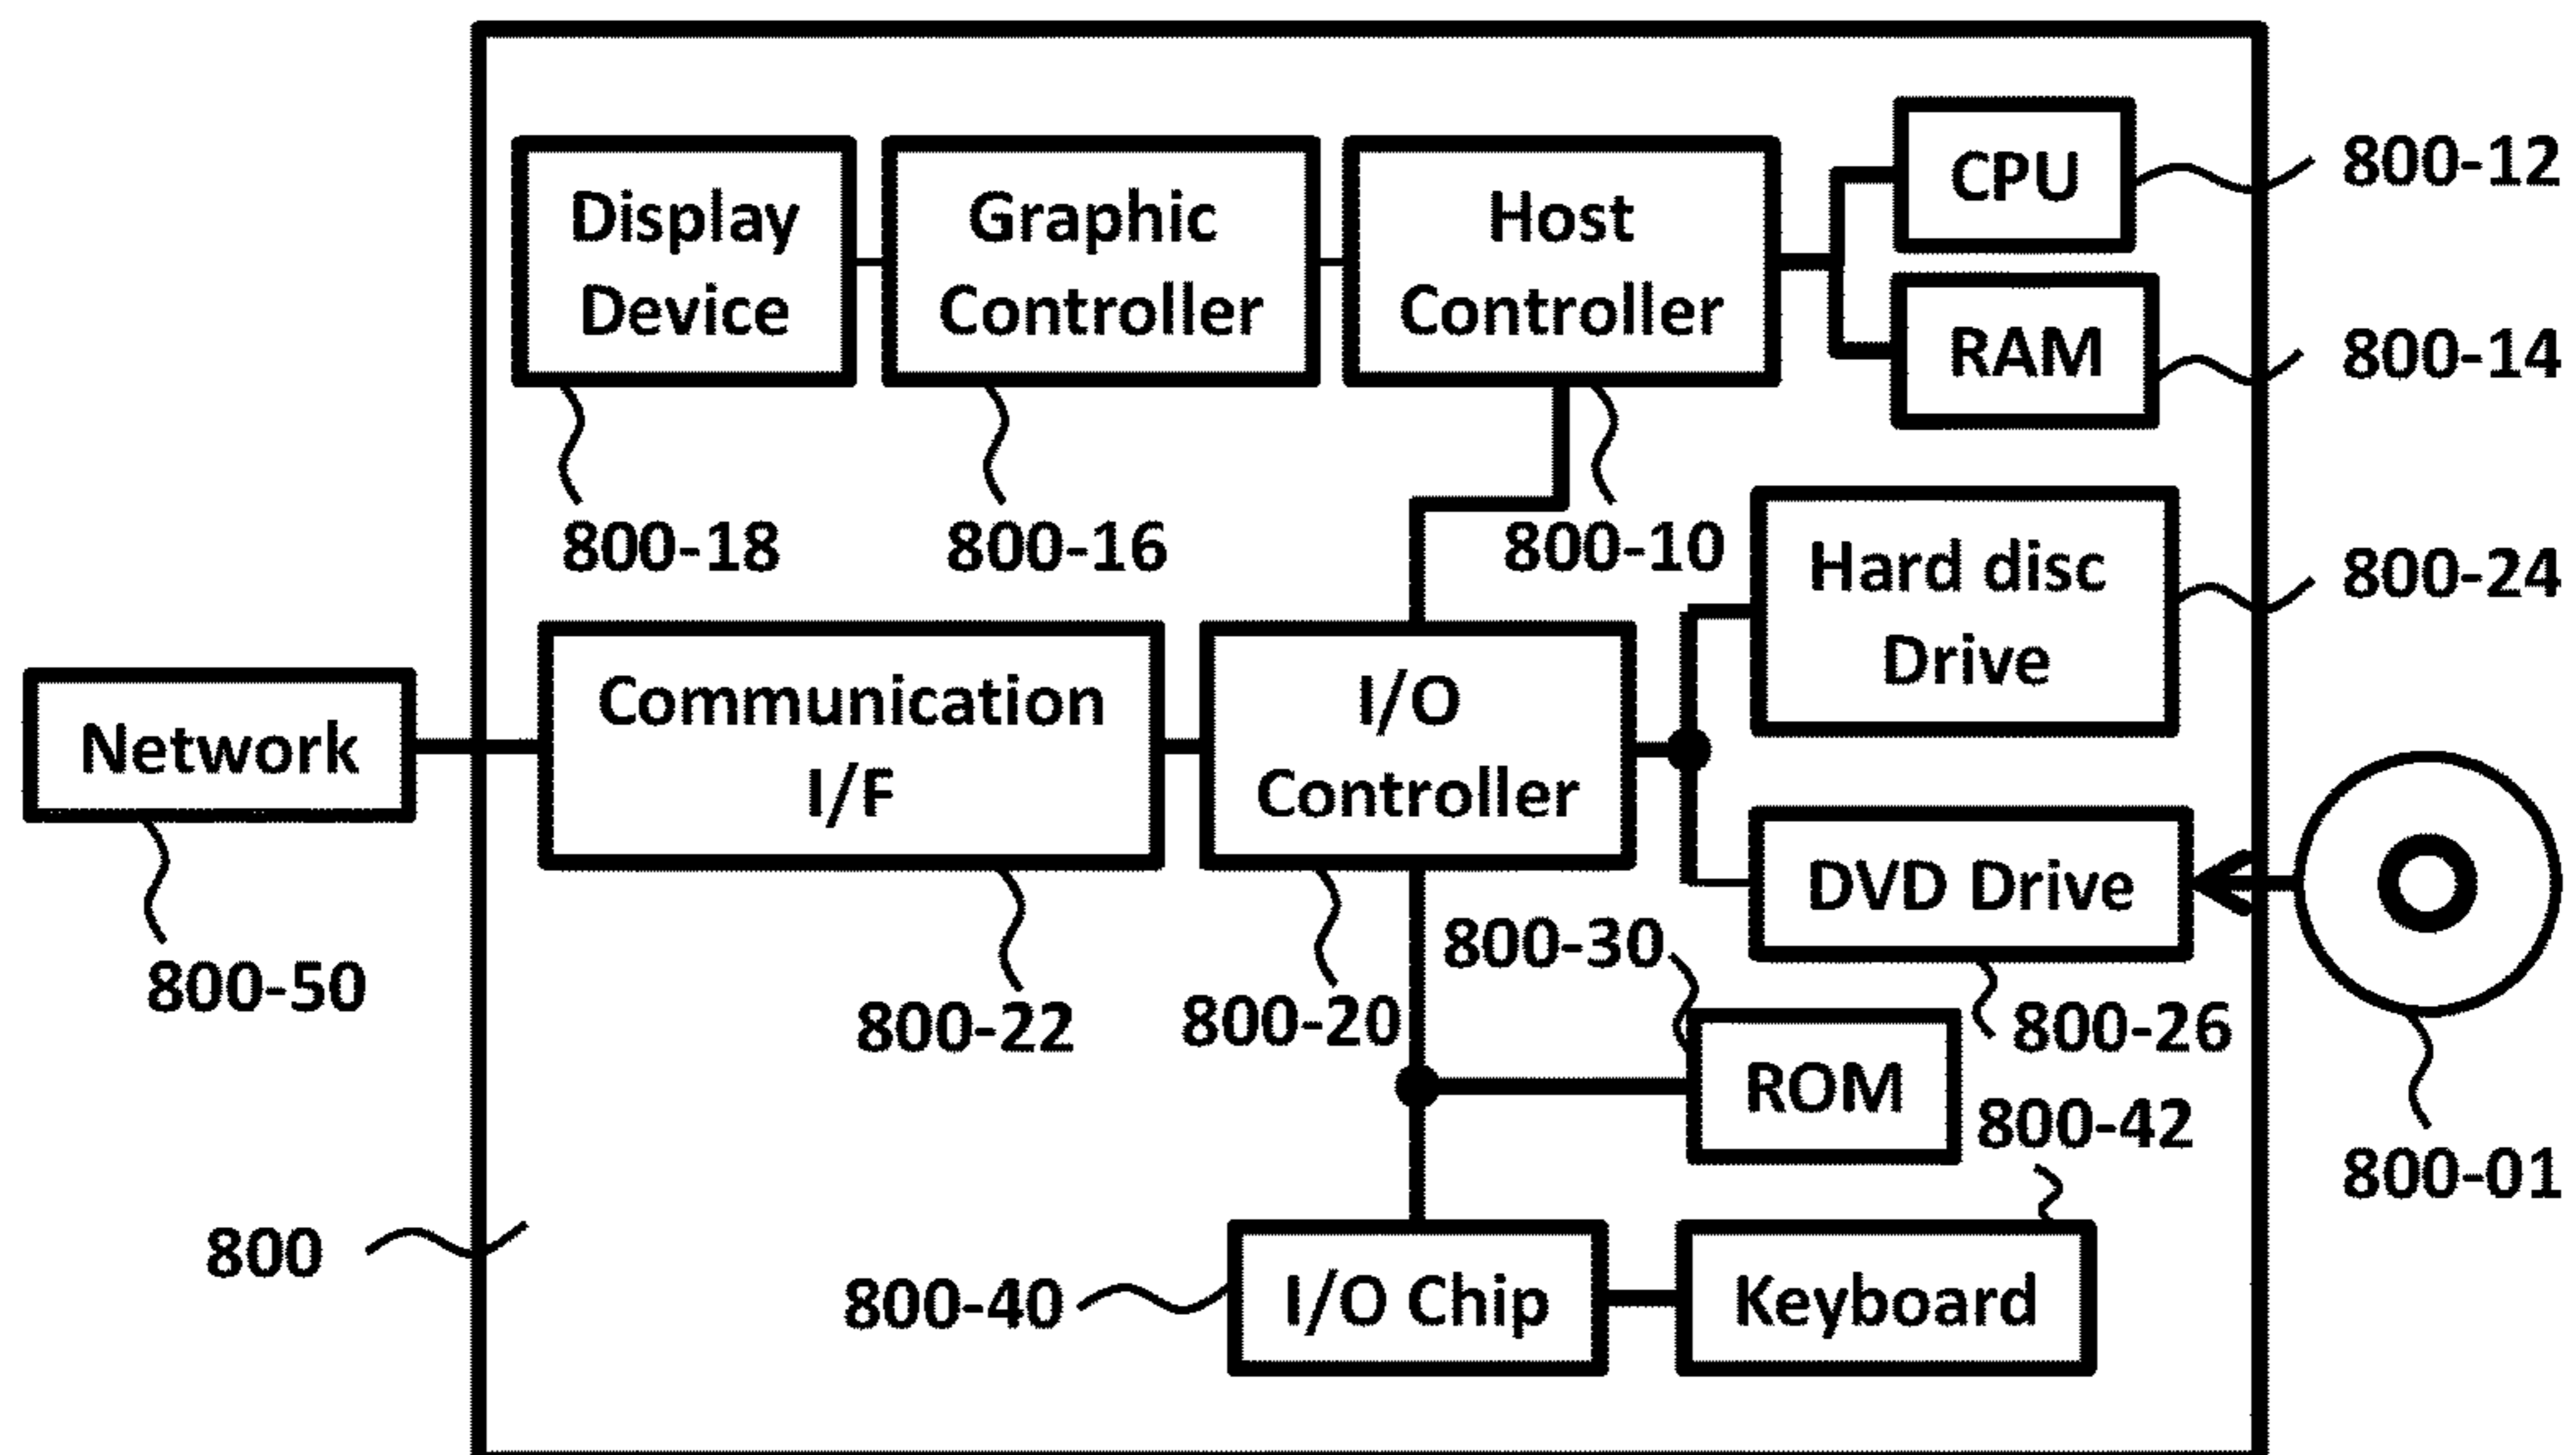 CPU
800-12
Display
Device
Graphic
Controller
Host
Controller
RAM
800-14
800-18
800-16
800-10
Hard disc
Drive
800-24
Network
Communication
I/F
I/O
Controller
DVD Drive
800-50
800-22
800-20
800-30
800-26
ROM
800-42
800-01
800
800-40
I/O Chip
Keyboard